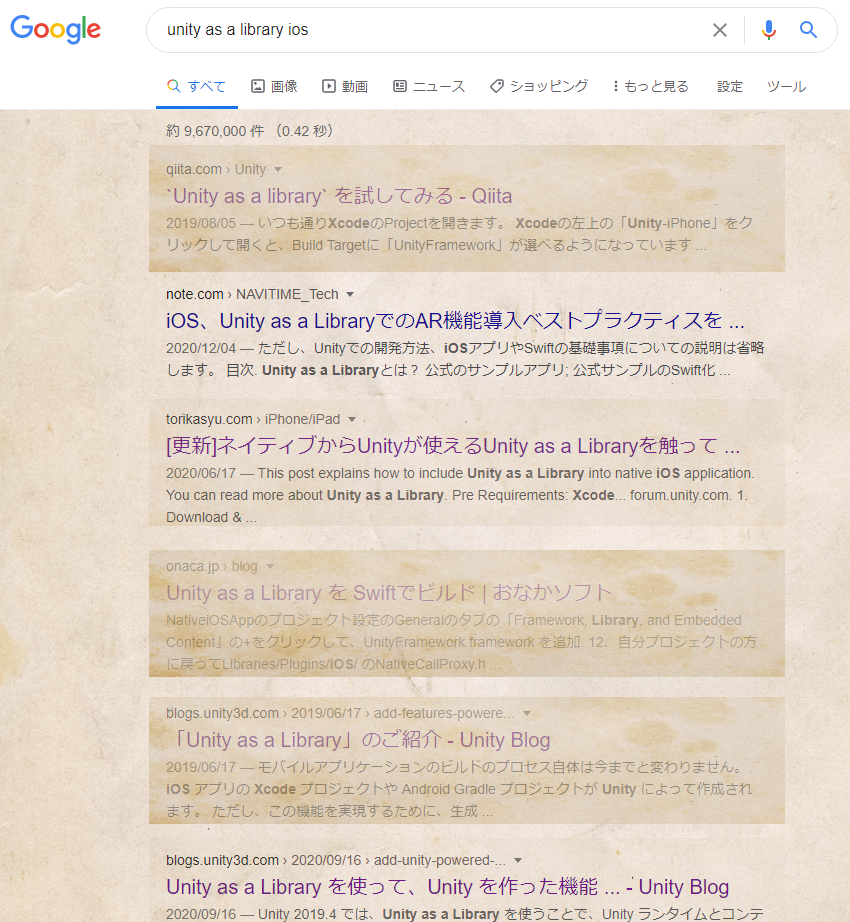 Google
unity as a library ios
すべて 画像 動画 ニュース ショッピング もっと見る 設定 ツール
約 9,670,000 件 （0.42 秒）
qiita.com › Unity
`Unity as a library` を試してみる - Qiita
2019/08/05 — いつも通りXcodeのProjectを開きます。 Xcodeの左上の「Unity-iPhone」をク
リックして開くと、Build Targetに「UnityFramework」が選べるようになっています ...
note.com › NAVITIME_Tech
iOS、Unity as a LibraryでのAR機能導入ベストプラクティスを ...
2020/12/04 — ただし、Unityでの開発方法、iOSアプリやSwiftの基礎事項についての説明は省略
します。 目次. Unity as a Libraryとは？ 公式のサンプルアプリ; 公式サンプルのSwift化 ...
torikasyu.com › iPhone/iPad
[更新]ネイティブからUnityが使えるUnity as a Libraryを触って ...
2020/06/17 — This post explains how to include Unity as a Library into native iOS application.
You can read more about Unity as a Library. Pre Requirements: Xcode... forum.unity.com. 1.
Download & ...
onaca.jp › blog
Unity as a Library を Swiftでビルド | おなかソフト
NativeiOSAppのプロジェクト設定のGeneralのタブの「Framework, Library, and Embedded
Content」の+をクリックして、UnityFramework framework を追加 12．自分プロジェクトの方
に戻ってLibraries/Plugins/iOS/ のNativeCallProxy.h ...
blogs.unity3d.com › 2019/06/17 › add-features-powere...
「Unity as a Library」のご紹介 - Unity Blog
2019/06/17 — モバイルアプリケーションのビルドのプロセス自体は今までと変わりません。
iOS アプリの Xcode プロジェクトや Android Gradle プロジェクトが Unity によって作成され
ます。 ただし、この機能を実現するために、生成 ...
blogs.unity3d.com › 2020/09/16 › add-unity-powered-...
Unity as a Library を使って、Unity を作った機能 ... - Unity Blog
2020/09/16 — Unity 2019.4 では、Unity as a Library を使うことで、Unity ランタイムとコンテ